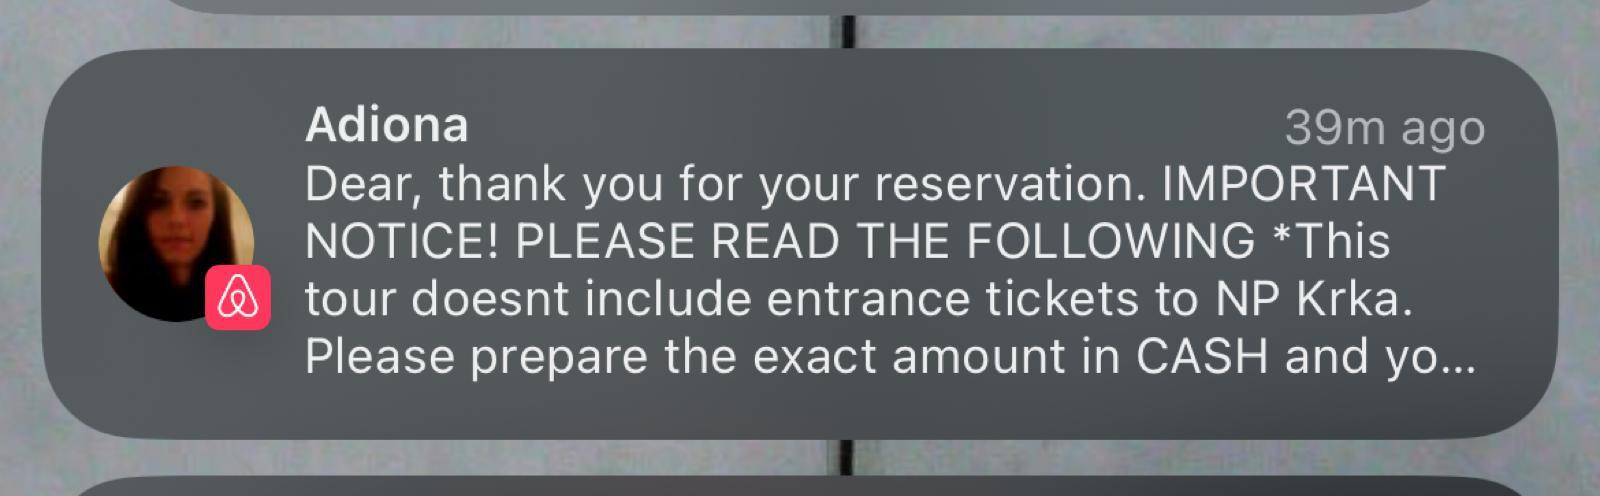 Adiona
39m ago
Dear, thank you for your reservation. IMPORTANT
NOTICE! PLEASE READ THE FOLLOWING *This
tour doesnt include entrance tickets to NP Krka.
Please prepare the exact amount in CASH and yo...